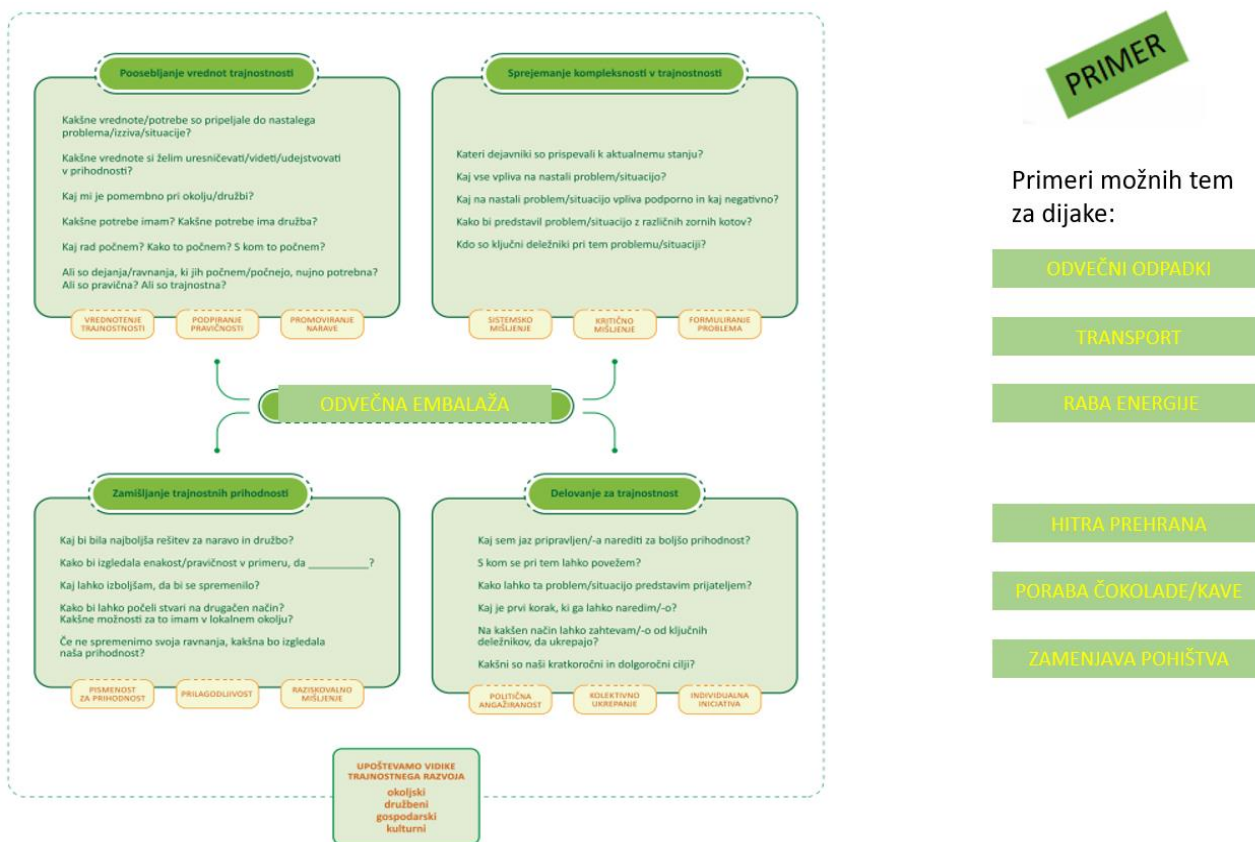 Poosebljanje vrednot trajnostnosti
Kakšne vrednote/potrebe so pripeljale do nastalega
problema/izziva/situacije?
Kakšne vrednote si želim uresničevati/videti/udejstvovati
v prihodnosti?
Kaj mi je pomembno pri okolju/družbi?
Kakšne potrebe imam? Kakšne potrebe ima družba?
Kaj rad počnem? Kako to počnem? S kom to počnem?
Ali so dejanja/ravnanja, ki jih počnem/počnejo, nujno potrebna?
Ali so pravična? Ali so trajnostna?
VREDNOTENJE
TRAJNOSTNOSTI
PODPIRANJE
PRAVIČNOSTI
PROMOVIRANJE
NARAVE
Sprejemanje kompleksnosti v trajnostnosti
Kateri dejavniki so prispevali k aktualnemu stanju?
Kaj vse vpliva na nastali problem/situacijo?
Kaj na nastali problem/situacijo vpliva podporno in kaj negativno?
Kako bi predstavil problem/situacijo z različnih zornih kotov?
Kdo so ključni deležniki pri tem problemu/situaciji?
SISTEMSKO
MIŠLJENJE
KRITIČNO
MIŠLJENJE
FORMULIRANJE
PROBLEMA
ODVEČNA EMBALAŽA
Zamišljanje trajnostnih prihodnosti
Kaj bi bila najboljša rešitev za naravo in družbo?
Kako bi izgledala enakost/pravičnost v primeru, da __________?
Kaj lahko izboljšam, da bi se spremenilo?
Kako bi lahko počeli stvari na drugačen način?
Kakšne možnosti za to imam v lokalnem okolju?
Če ne spremenimo svoja ravnanja, kakšna bo izgledala
naša prihodnost?
PISMENOST
ZA PRIHODNOST
PRILAGODLJIVOST
RAZISKOVALNO
MIŠLJENJE
Delovanje za trajnostnost
Kaj sem jaz pripravljen/-a narediti za boljšo prihodnost?
S kom se pri tem lahko povežem?
Kako lahko ta problem/situacijo predstavim prijateljem?
Kaj je prvi korak, ki ga lahko naredim/-o?
Na kakšen način lahko zahtevam/-o od ključnih
deležnikov, da ukrepajo?
Kakšni so naši kratkoročni in dolgoročni cilji?
POLITIČNA
ANGAŽIRANOST
KOLEKTIVNO
UKREPANJE
INDIVIDUALNA
INICIATIVA
UPOŠTEVAMO VIDIKE
TRAJNOSTNEGA RAZVOJA
okoljski
družbeni
gospodarski
kulturni
PRIMER
Primeri možnih tem
za dijake:
ODVEČNI ODPADKI
TRANSPORT
RABA ENERGIJE
HITRA PREHRANA
PORABA ČOKOLADE/KAVE
ZAMENJAVA POHIŠTVA